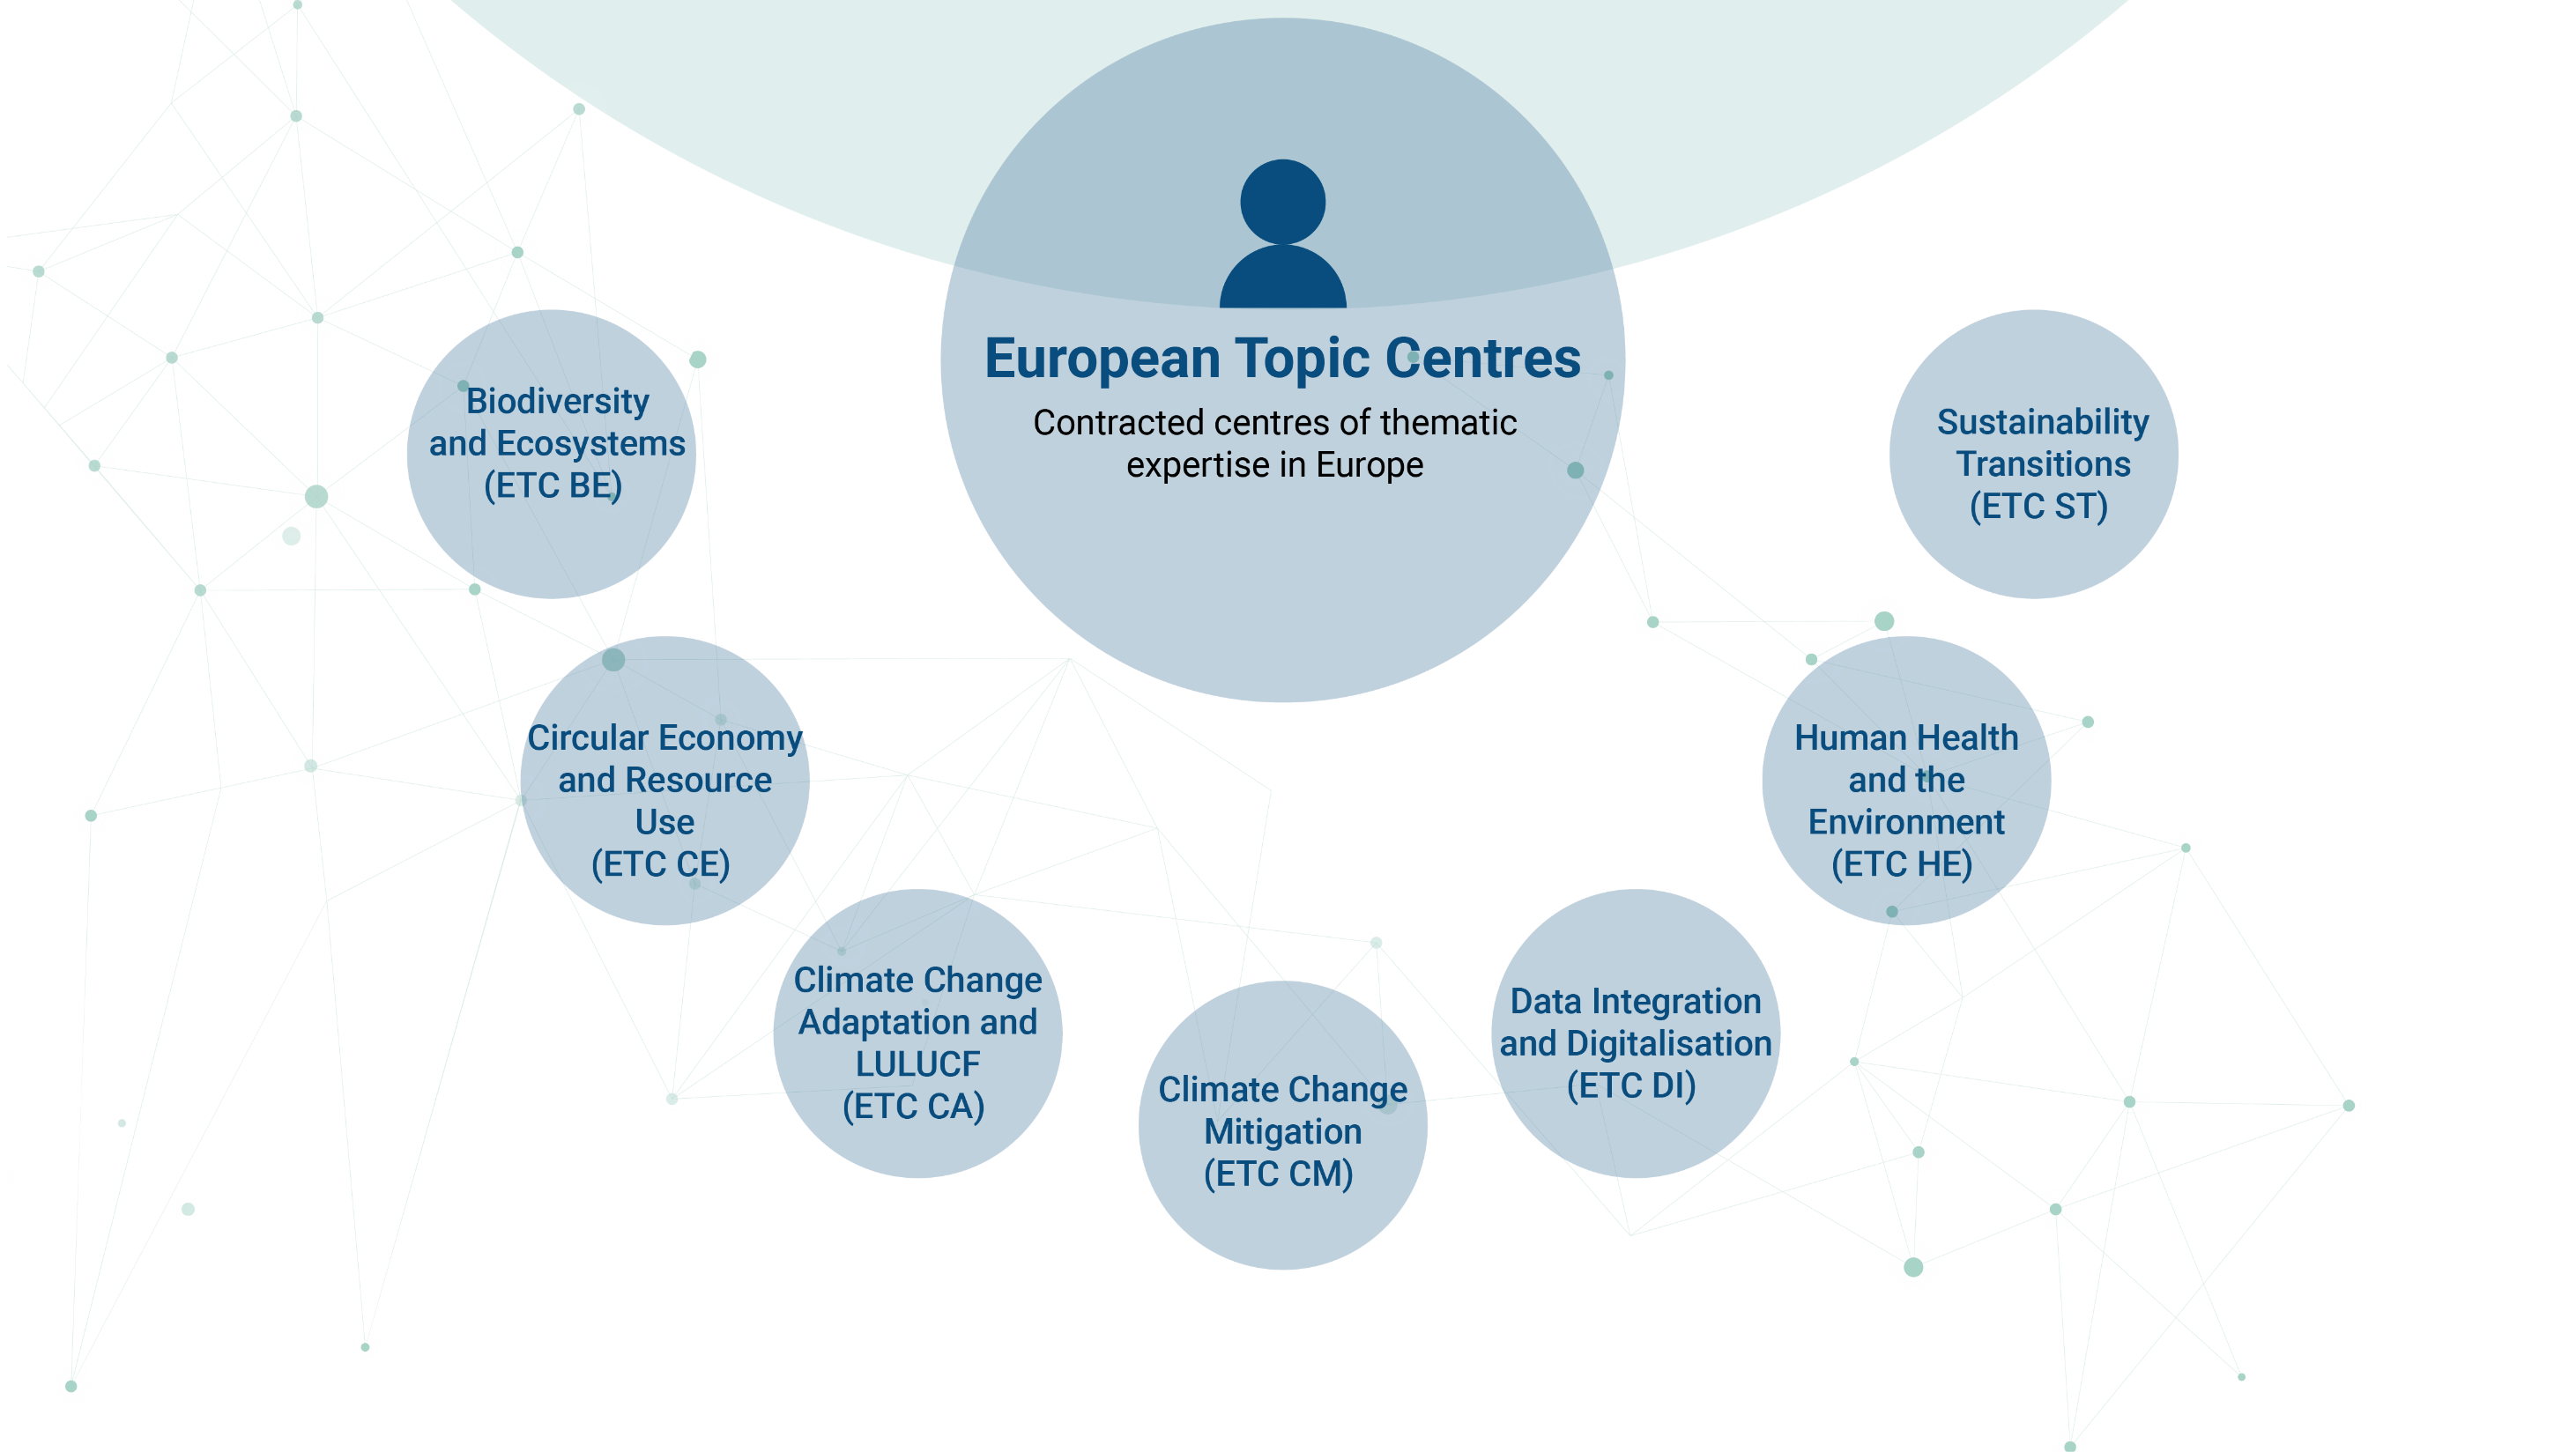 European Topic Centres
Contracted centres of thematic
expertise in Europe
Biodiversity
and Ecosystems
(ETC BE)
Circular Economy
and Resource
Use
(ETC CE)
Climate Change
Adaptation and
LULUCF
(ETC CA)
Climate Change
Mitigation
(ETC CM)
Data Integration
and Digitalisation
(ETC DI)
Human Health
and the
Environment
(ETC HE)
Sustainability
Transitions
(ETC ST)